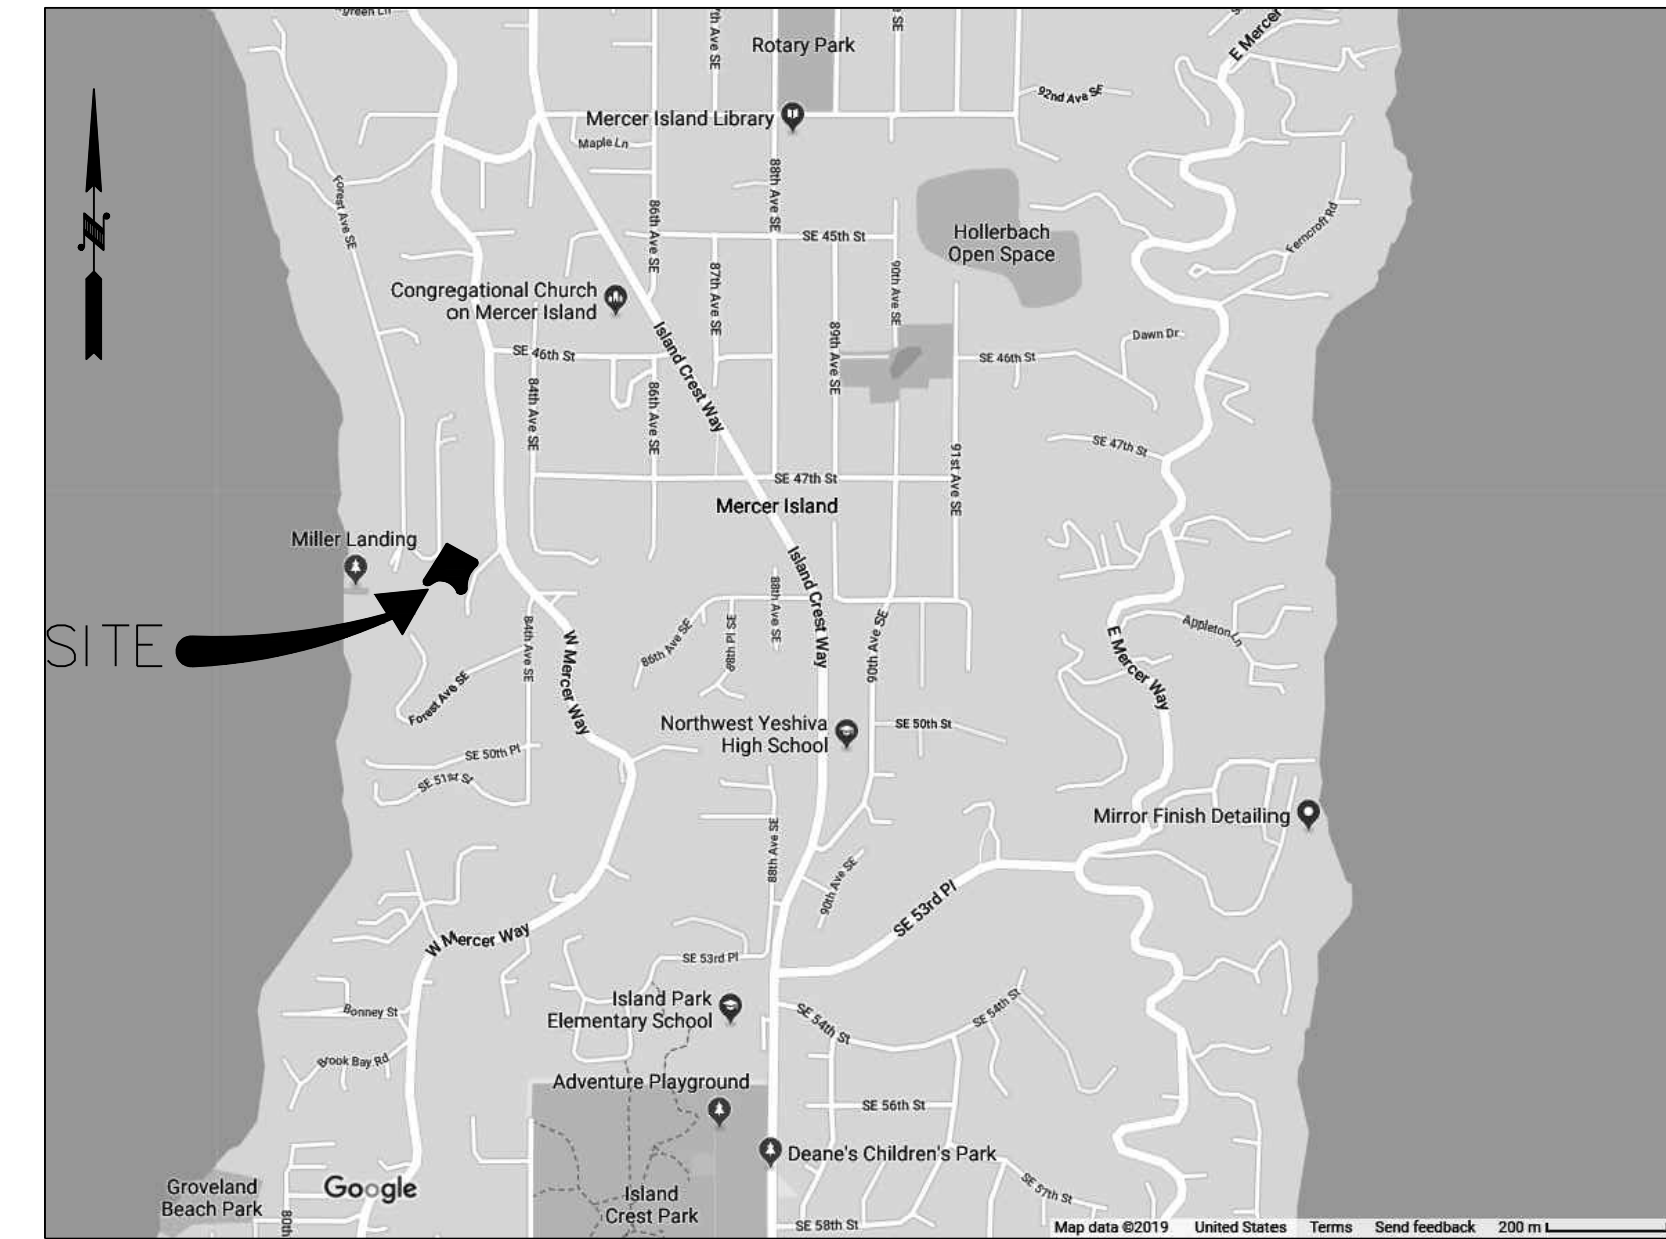 green Ln
7th Ave SE
SE
Rotary Park
E Mercer
92nd Ave SE
Mercer Island Library
Maple Ln
Forest Ave SE
88th Ave SE
86th Ave SE
SE 45th St
Hollerbach
Open Space
Ferncroft Rd
N
Congregational Church
on Mercer Island
87th Ave SE
90th Ave SE
Island Crest Way
89th Ave SE
Dawn Dr
SE 46th St
SE 46th St
84th Ave SE
86th Ave SE
91st Ave SE
SE 47th St
SE 47th St
Mercer Island
Miller Landing
Island Crest Way
88th Ave SE
SITE
84th Ave SE
W Mercer Way
86th Ave SE
98th Pl SE
90th Ave SE
E Mercer Way
Appleton Ln
Forest Ave SE
Northwest Yeshiva
High School
SE 50th St
SE 50th Pl
SE 51st St
Mirror Finish Detailing
88th Ave SE
90th Ave SE
SE 53rd Pl
W Mercer Way
SE 53rd Pl
Island Park
Elementary School
SE 54th St
SE 54th St
Bonney St
Brook Bay Rd
Adventure Playground
SE 56th St
Deane's Children's Park
SE 57th St
Groveland
Beach Park
80th
Google
Island
Crest Park
SE 58th St
Map data ©2019
United States
Terms
Send feedback
200 m